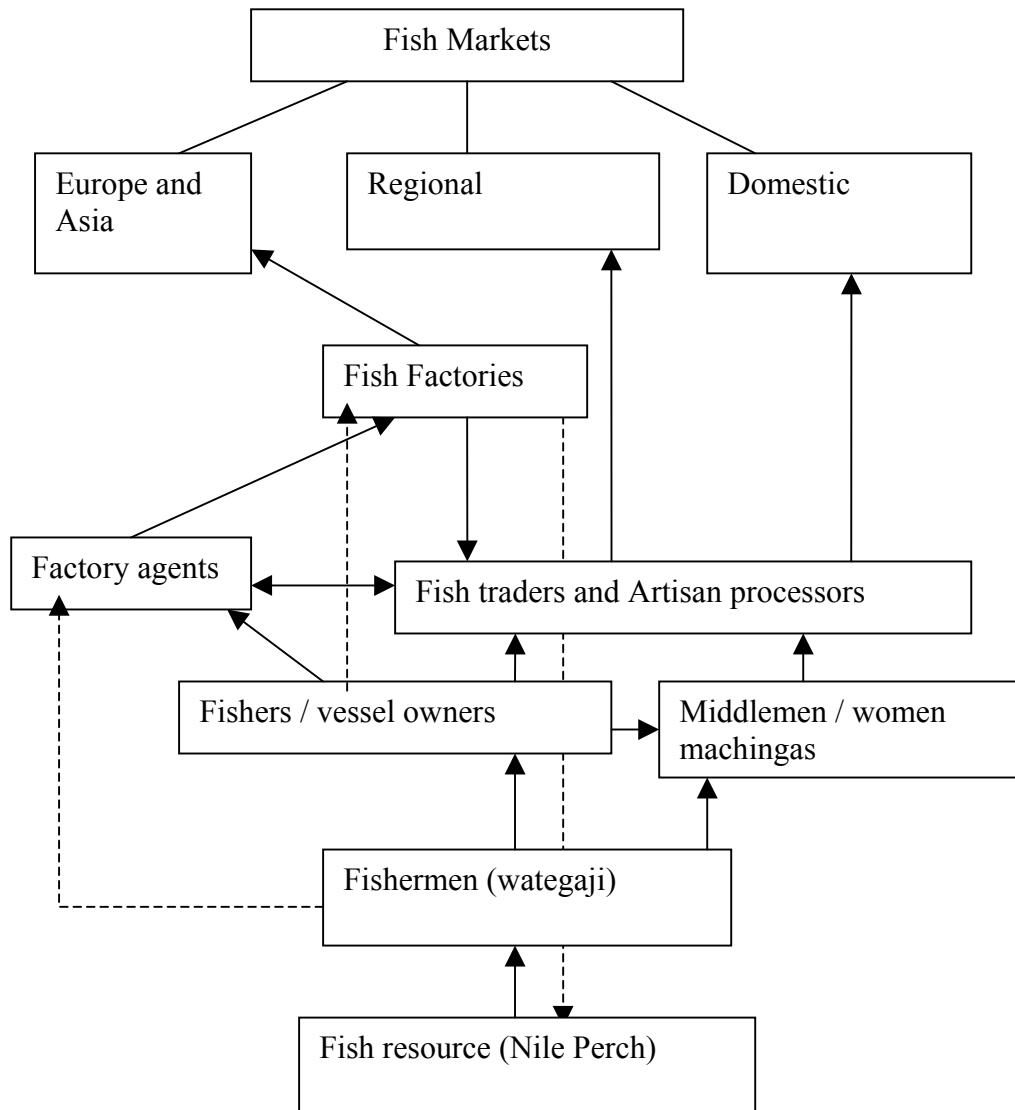 Fish Markets
Europe and
Asia
Regional
Domestic
Fish Factories
Factory agents
Fish traders and Artisan processors
Fishers / vessel owners
Middlemen / women
machingas
Fishermen (wategaji)
Fish resource (Nile Perch)